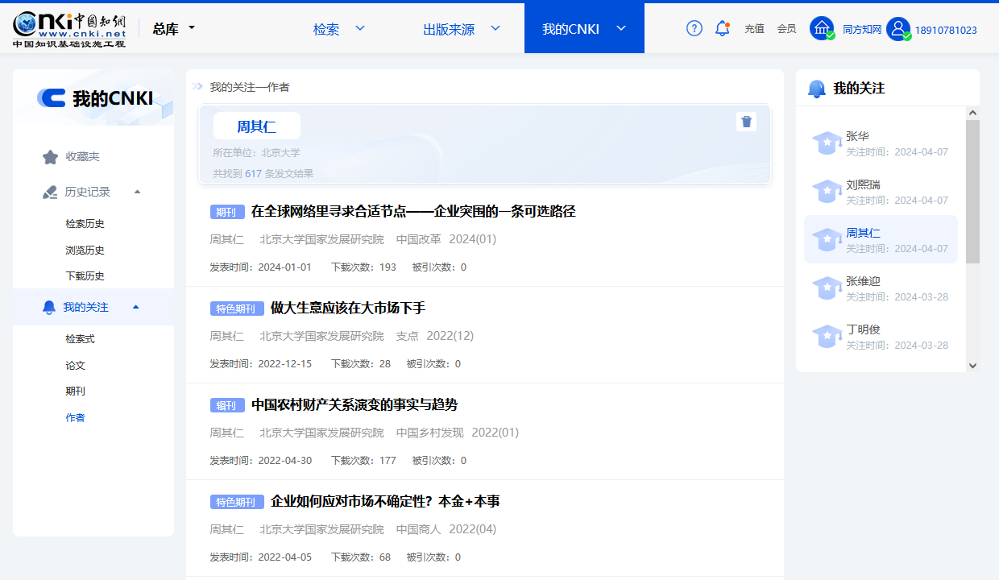 cnki中国知网
www.cnki.net
中国知识基础设施工程
总库
检索
出版来源
我的CNKI
充值
会员
同方知网
18910781023
我的CNKI
收藏夹
历史记录
检索历史
浏览历史
下载历史
我的关注
检索式
论文
期刊
作者
我的关注—作者
周其仁
所在单位：北京大学
共找到 617 条发文结果
期刊 在全球网络里寻求合适节点——企业突围的一条可选路径
周其仁 北京大学国家发展研究院 中国改革 2024(01)
发表时间：2024-01-01 下载次数：193 被引次数：0
特色期刊 做大生意应该在大市场下手
周其仁 北京大学国家发展研究院 支点 2022(12)
发表时间：2022-12-15 下载次数：28 被引次数：0
辑刊 中国农村财产关系演变的事实与趋势
周其仁 北京大学国家发展研究院 中国乡村发现 2022(01)
发表时间：2022-04-30 下载次数：177 被引次数：0
特色期刊 企业如何应对市场不确定性？本金+本事
周其仁 北京大学国家发展研究院 中国商人 2022(04)
发表时间：2022-04-05 下载次数：68 被引次数：0
我的关注
张华
关注时间：2024-04-07
刘熙瑞
关注时间：2024-04-07
周其仁
关注时间：2024-04-07
张维迎
关注时间：2024-03-28
丁明俊
关注时间：2024-03-28